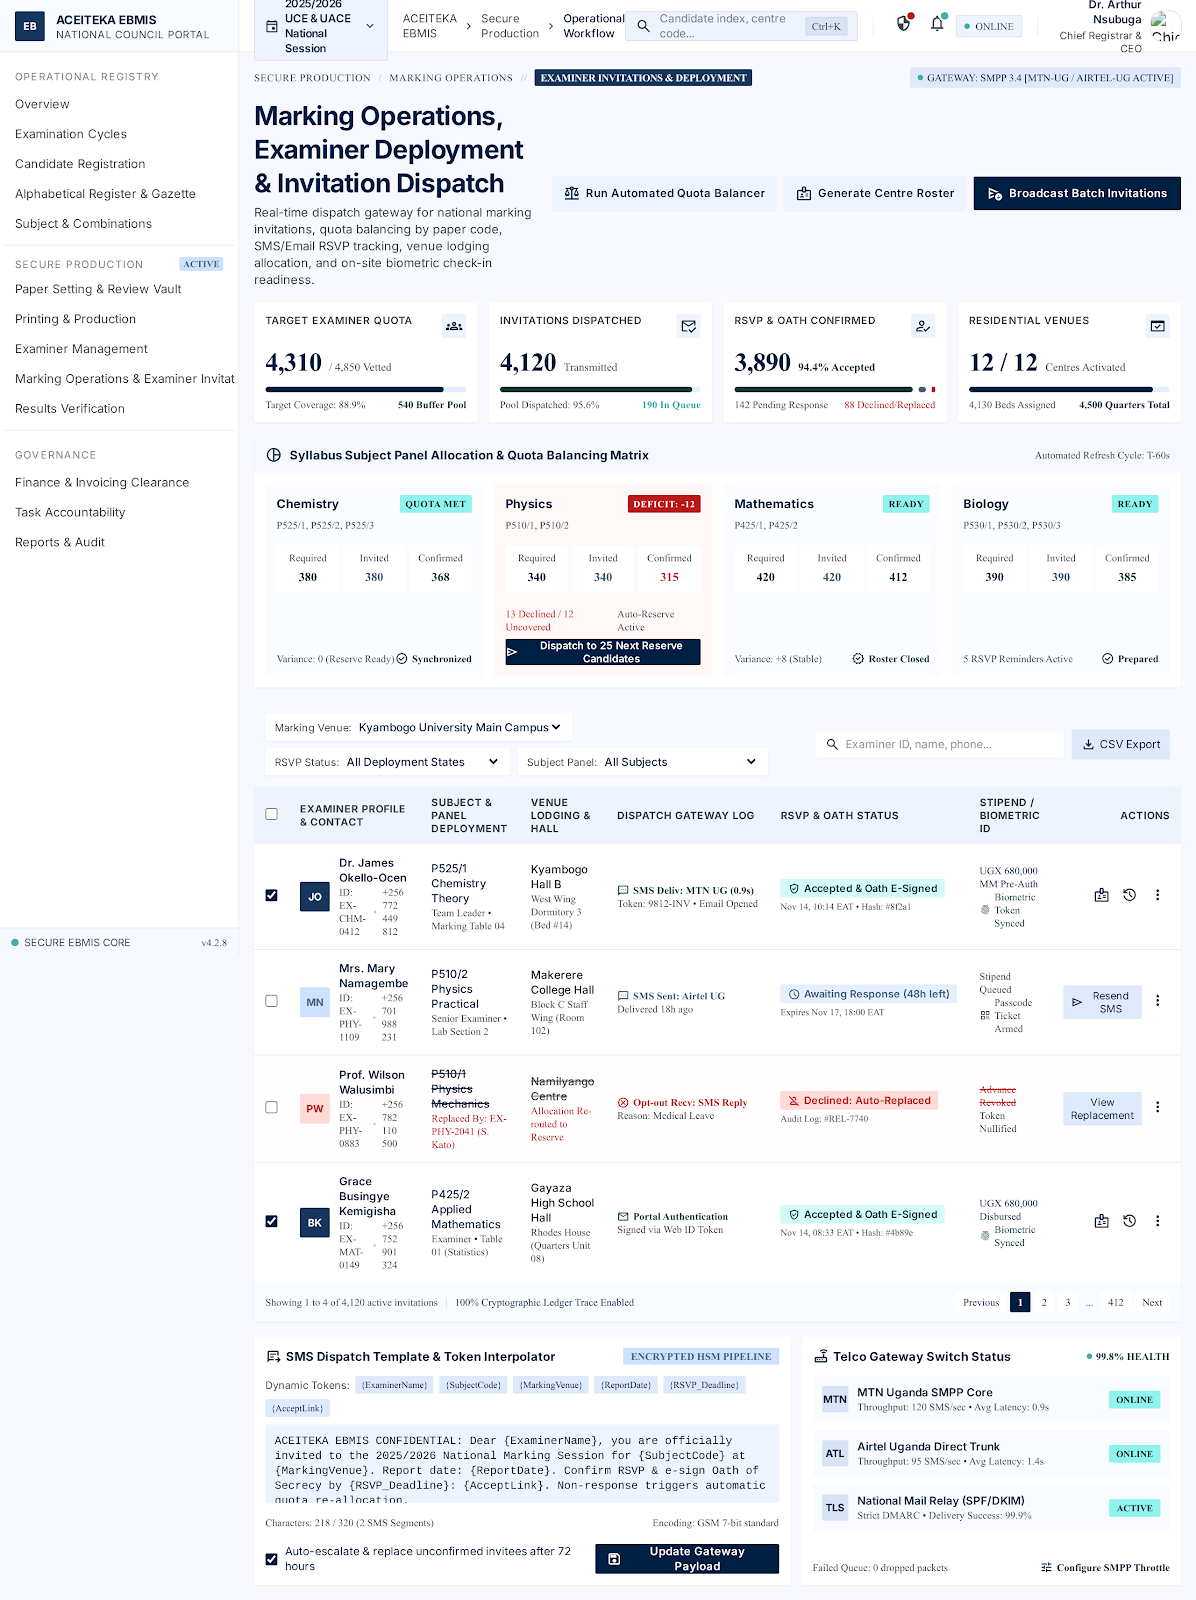 EB
ACEITEKA EBMIS
NATIONAL COUNCIL PORTAL
2025/2026
UCE & UACE
National
Session
ACEITEKA
EBMIS
Secure
Production
Operational
Workflow
Candidate index, centre
code...
Ctrl+K
ONLINE
Dr. Arthur
Nsubuga
Chief Registrar &
CEO
OPERATIONAL REGISTRY
Overview
Examination Cycles
Candidate Registration
Alphabetical Register & Gazette
Subject & Combinations
SECURE PRODUCTION
ACTIVE
Paper Setting & Review Vault
Printing & Production
Examiner Management
Marking Operations & Examiner Invitat
Results Verification
GOVERNANCE
Finance & Invoicing Clearance
Task Accountability
Reports & Audit
SECURE EBMIS CORE
v4.2.8
SECURE PRODUCTION / MARKING OPERATIONS // EXAMINER INVITATIONS & DEPLOYMENT
GATEWAY: SMPP 3.4 [MTN-UG / AIRTEL-UG ACTIVE]
Marking Operations,
Examiner Deployment
& Invitation Dispatch
Real-time dispatch gateway for national marking
invitations, quota balancing by paper code,
SMS/Email RSVP tracking, venue lodging
allocation, and on-site biometric check-in
readiness.
Run Automated Quota Balancer
Generate Centre Roster
Broadcast Batch Invitations
TARGET EXAMINER QUOTA
4,310 / 4,850 Vetted
Target Coverage: 88.9%
540 Buffer Pool
INVITATIONS DISPATCHED
4,120 Transmitted
Pool Dispatched: 95.6%
190 In Queue
RSVP & OATH CONFIRMED
3,890 94.4% Accepted
142 Pending Response
88 Declined/Replaced
RESIDENTIAL VENUES
12 / 12 Centres Activated
4,130 Beds Assigned
4,500 Quarters Total
Syllabus Subject Panel Allocation & Quota Balancing Matrix
Automated Refresh Cycle: T-60s
Chemistry
QUOTA MET
P525/1, P525/2, P525/3
Required
380
Invited
380
Confirmed
368
Variance: 0 (Reserve Ready)
Synchronized
Physics
DEFICIT: -12
P510/1, P510/2
Required
340
Invited
340
Confirmed
315
13 Declined / 12
Uncovered
Auto-Reserve
Active
Dispatch to 25 Next Reserve
Candidates
Mathematics
READY
P425/1, P425/2
Required
420
Invited
420
Confirmed
412
Variance: +8 (Stable)
Roster Closed
Biology
READY
P530/1, P530/2, P530/3
Required
390
Invited
390
Confirmed
385
5 RSVP Reminders Active
Prepared
Marking Venue: Kyambogo University Main Campus
RSVP Status: All Deployment States
Subject Panel: All Subjects
Examiner ID, name, phone...
CSV Export
EXAMINER PROFILE
& CONTACT
SUBJECT &
PANEL
DEPLOYMENT
VENUE
LODGING &
HALL
DISPATCH GATEWAY LOG
RSVP & OATH STATUS
STIPEND /
BIOMETRIC
ID
ACTIONS
JO
Dr. James
Okello-Ocen
ID:
EX-
CHM-
0412
•
+256
772
449
812
P525/1
Chemistry
Theory
Team Leader •
Marking Table 04
Kyambogo
Hall B
West Wing
Dormitory 3
(Bed #14)
SMS Deliv: MTN UG (0.9s)
Token: 9812-INV • Email Opened
Accepted & Oath E-Signed
Nov 14, 10:14 EAT • Hash: #8f2a1
UGX 680,000
MM Pre-Auth
Biometric
Token
Synced
MN
Mrs. Mary
Namagembe
ID:
EX-
PHY-
1109
•
+256
701
988
231
P510/2
Physics
Practical
Senior Examiner •
Lab Section 2
Makerere
College Hall
Block C Staff
Wing (Room
102)
SMS Sent: Airtel UG
Delivered 18h ago
Awaiting Response (48h left)
Expires Nov 17, 18:00 EAT
Stipend
Queued
Passcode
Ticket
Armed
Resend
SMS
PW
Prof. Wilson
Walusimbi
ID:
EX-
PHY-
0883
•
+256
782
110
500
P510/1
Physics
Mechanics
Replaced By: EX-
PHY-2041 (S.
Kato)
Namilyango
Centre
Allocation Re-
routed to
Reserve
Opt-out Recv: SMS Reply
Reason: Medical Leave
Declined: Auto-Replaced
Audit Log: #REL-7740
Advance
Revoked
Token
Nullified
View
Replacement
BK
Grace
Busingye
Kemigisha
ID:
EX-
MAT-
0149
•
+256
752
901
324
P425/2
Applied
Mathematics
Examiner • Table
01 (Statistics)
Gayaza
High School
Hall
Rhodes House
(Quarters Unit
08)
Portal Authentication
Signed via Web ID Token
Accepted & Oath E-Signed
Nov 14, 08:33 EAT • Hash: #4b89e
UGX 680,000
Disbursed
Biometric
Synced
Showing 1 to 4 of 4,120 active invitations | 100% Cryptographic Ledger Trace Enabled
Previous 1 2 3 ... 412 Next
SMS Dispatch Template & Token Interpolator
ENCRYPTED HSM PIPELINE
Dynamic Tokens: {ExaminerName} {SubjectCode} {MarkingVenue} {ReportDate} {RSVP_Deadline}
{AcceptLink}
ACEITEKA EBMIS CONFIDENTIAL: Dear {ExaminerName}, you are officially
invited to the 2025/2026 National Marking Session for {SubjectCode} at
{MarkingVenue}. Report date: {ReportDate}. Confirm RSVP & e-sign Oath of
Secrecy by {RSVP_Deadline}: {AcceptLink}. Non-response triggers automatic
quota re-allocation.
Characters: 218 / 320 (2 SMS Segments)
Encoding: GSM 7-bit standard
Auto-escalate & replace unconfirmed invitees after 72
hours
Update Gateway
Payload
Telco Gateway Switch Status
99.8% HEALTH
MTN
MTN Uganda SMPP Core
Throughput: 120 SMS/sec • Avg Latency: 0.9s
ONLINE
ATL
Airtel Uganda Direct Trunk
Throughput: 95 SMS/sec • Avg Latency: 1.4s
ONLINE
TLS
National Mail Relay (SPF/DKIM)
Strict DMARC • Delivery Success: 99.9%
ACTIVE
Failed Queue: 0 dropped packets
Configure SMPP Throttle